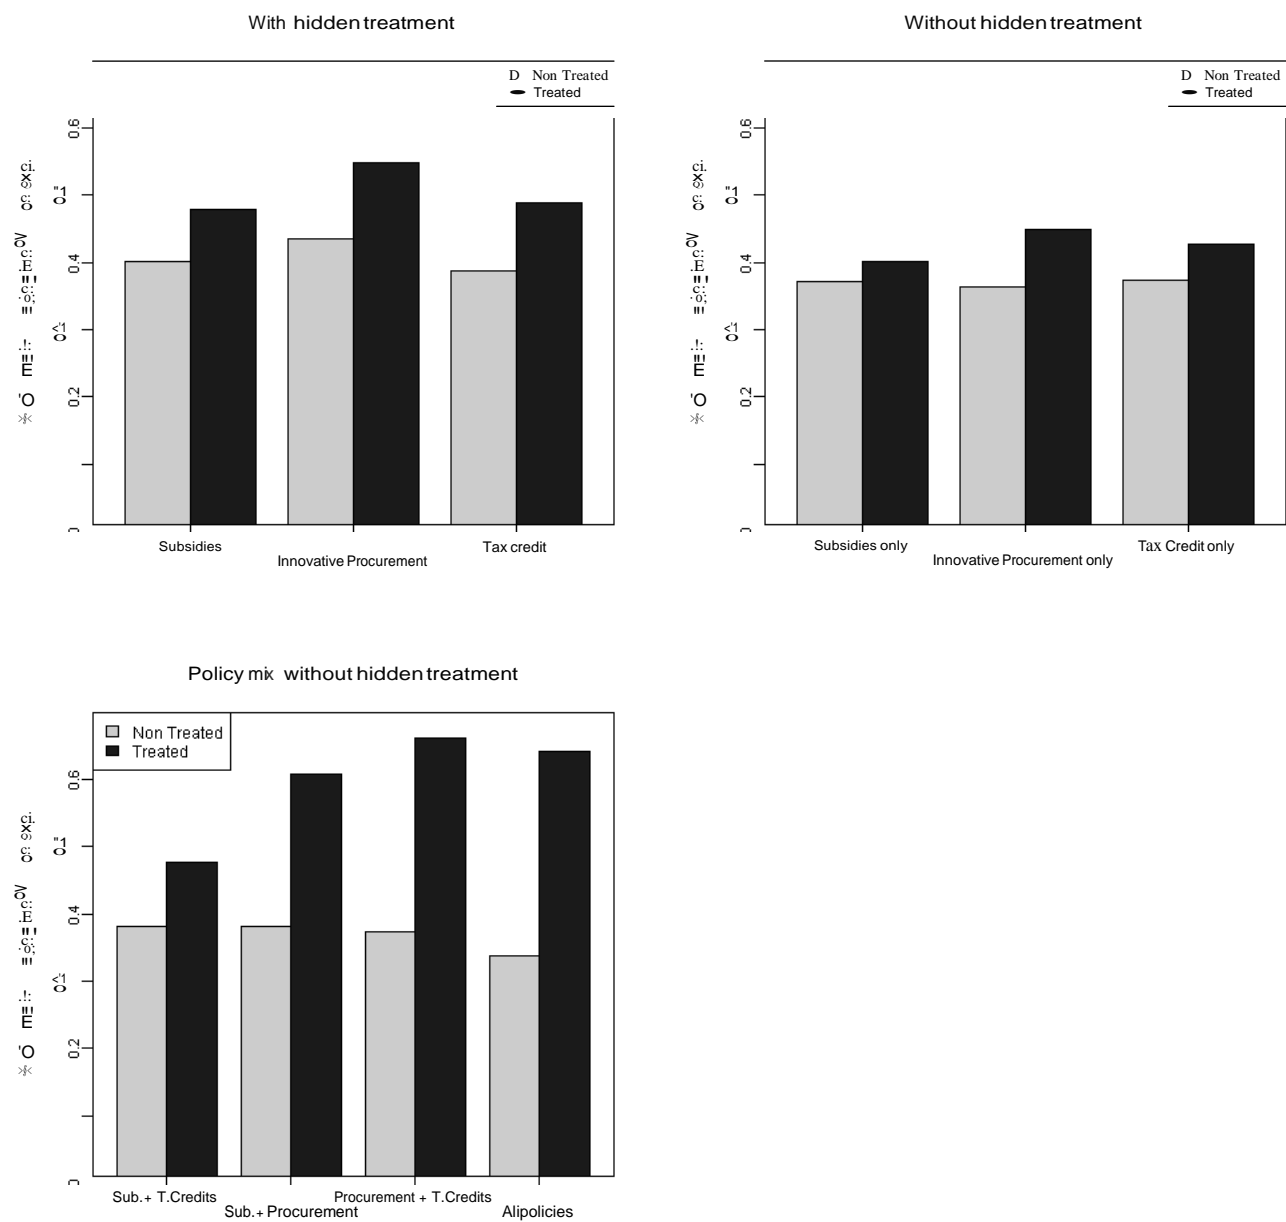 With hidden treatment
D Non Treated
Treated
0.6
0.4
0.2
Subsidies
Innovative Procurement
Tax credit
Without hidden treatment
D Non Treated
Treated
0.6
0.4
0.2
Subsidies only
Innovative Procurement only
Tax Credit only
Policy mix without hidden treatment
Non Treated
Treated
0.6
0.4
0.2
Sub.+ T.Credits
Sub.+ Procurement
Procurement + T.Credits
Alipolicies